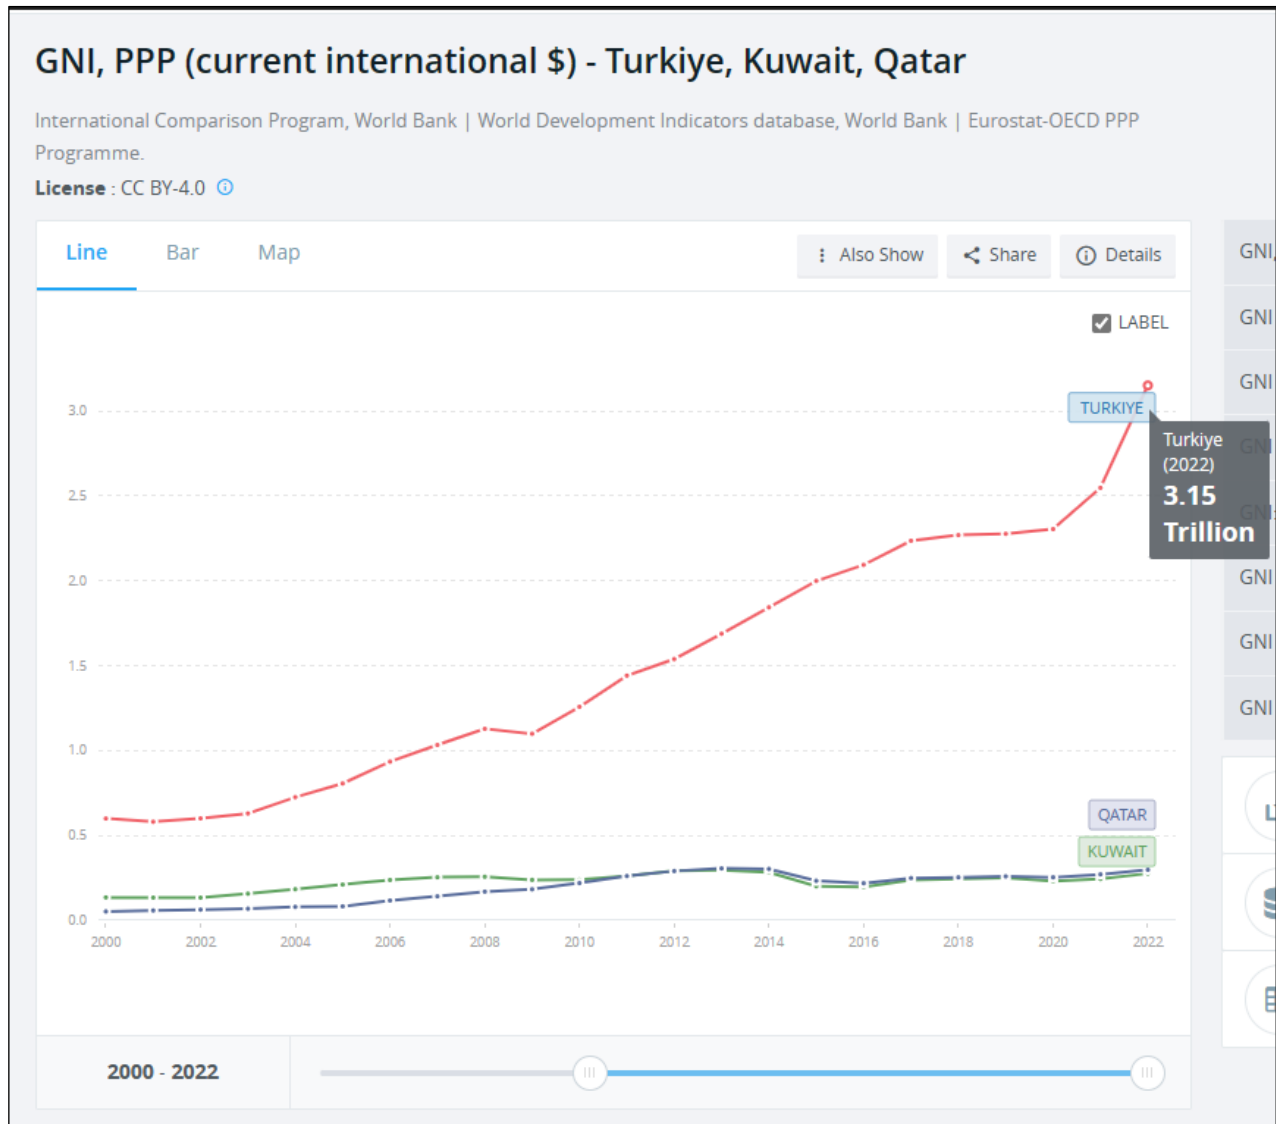 GNI, PPP (current international $) - Turkiye, Kuwait, Qatar
International Comparison Program, World Bank | World Development Indicators database, World Bank | Eurostat-OECD PPP
Programme.
License : CC BY-4.0
Line Bar Map Also Show Share Details
LABEL
GNI,
GNI
GNI
GNI
GNI
GNI
GNI
3.0
2.5
2.0
1.5
1.0
0.5
0.0
TURKIYE
Turkiye
(2022)
3.15
Trillion
QATAR
KUWAIT
2000 2002 2004 2006 2008 2010 2012 2014 2016 2018 2020 2022
2000 - 2022